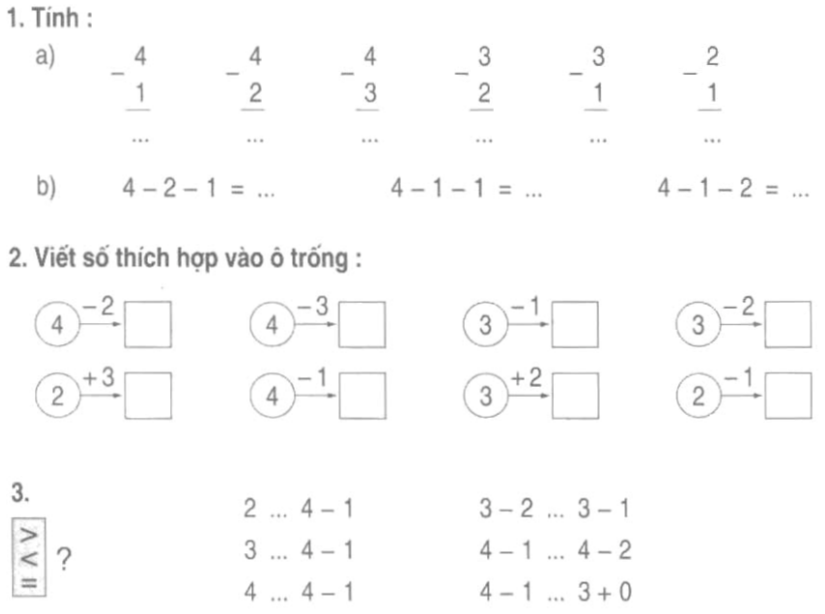 1. Tính :
a) − 4 − 4 − 4 − 3 − 3 − 2
1 2 3 2 1 1
... ... ... ... ... ...
b) 4 − 2 − 1 = ... 4 − 1 − 1 = ... 4 − 1 − 2 = ...
2. Viết số thích hợp vào ô trống :
4 − 2 4 − 3 3 − 1 3 − 2
2 + 3 4 − 1 3 + 2 2 − 1
3.
2 ... 4 − 1 3 − 2 ... 3 − 1
> < = ? 3 ... 4 − 1 4 − 1 ... 4 − 2
4 ... 4 − 1 4 − 1 ... 3 + 0